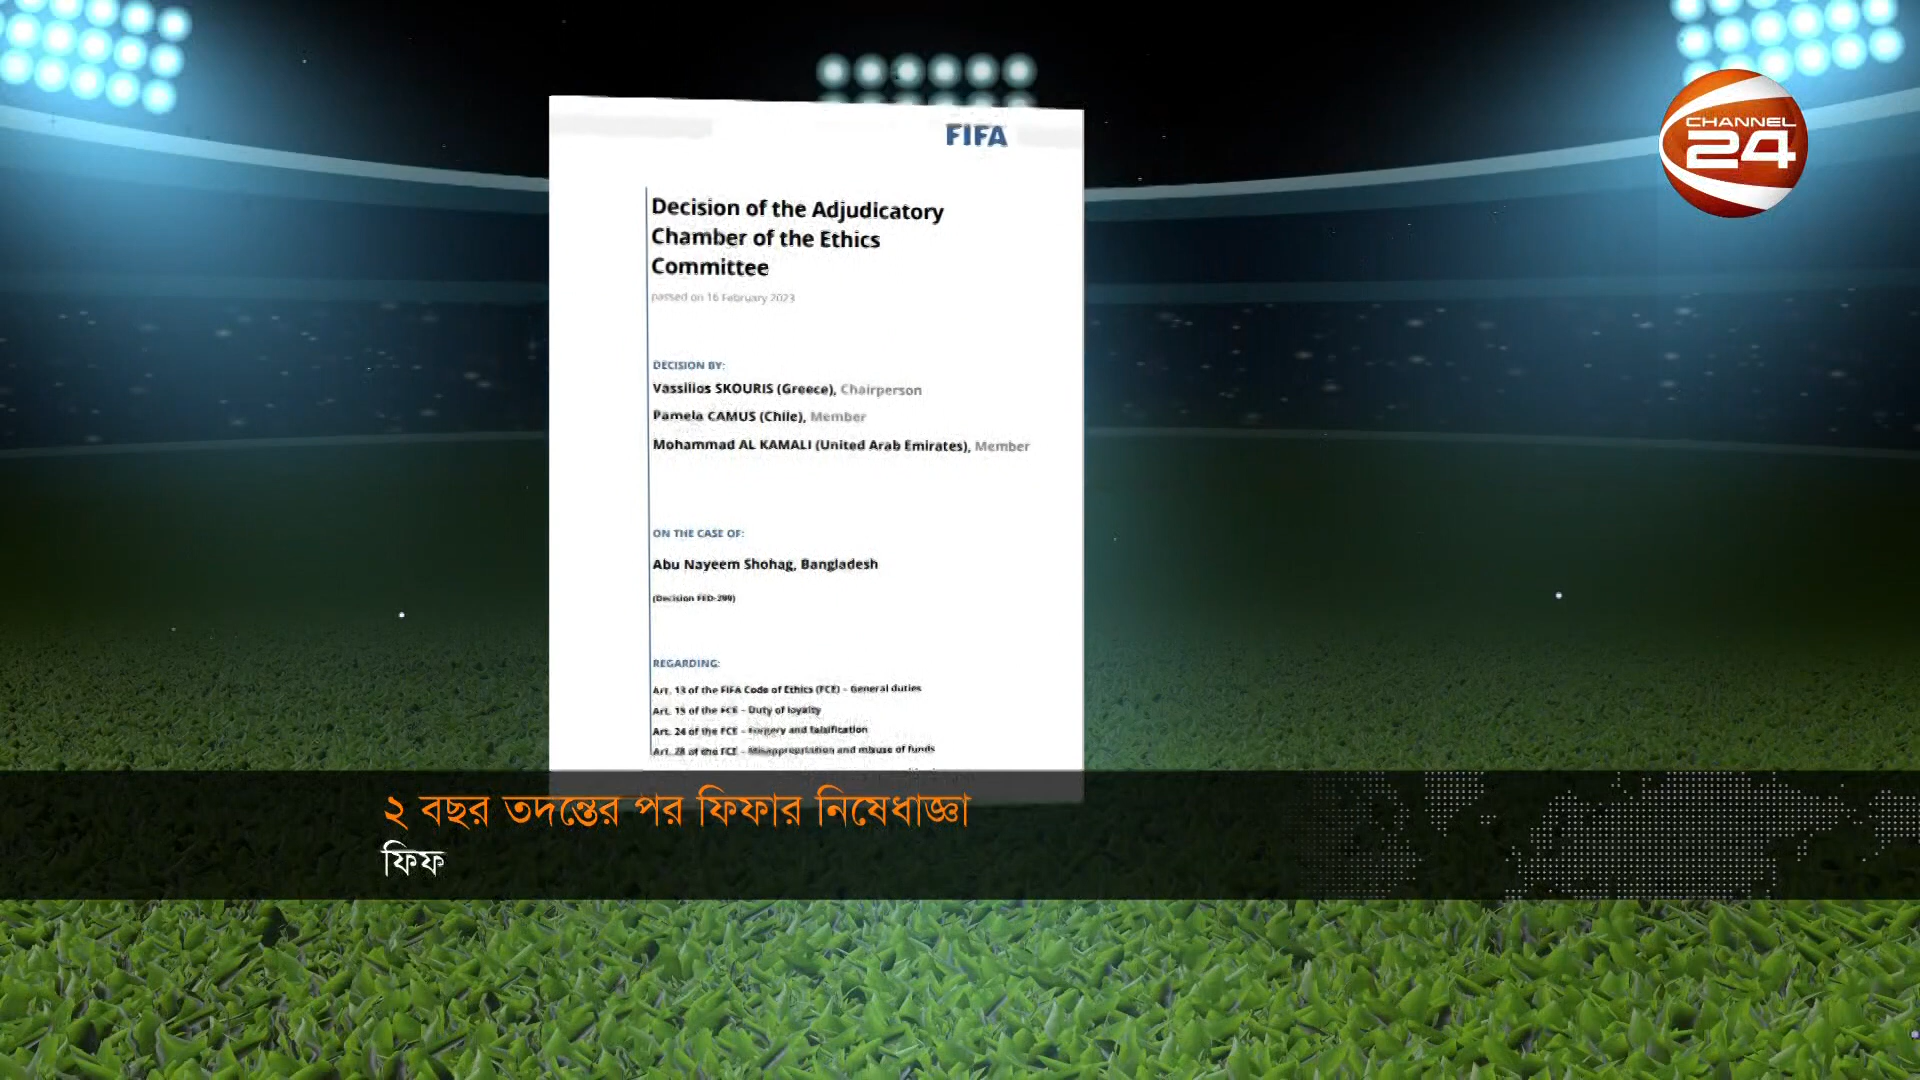 CHANNEL
24
FIFA
Decision of the Adjudicatory
Chamber of the Ethics
Committee
passed on 16 February 2023
DECISION BY:
Vassilios SKOURIS (Greece), Chairperson
Pamela CAMUS (Chile), Member
Mohammad AL KAMALI (United Arab Emirates), Member
ON THE CASE OF:
Abu Nayeem Shohag, Bangladesh
(Decision FED-299)
REGARDING:
Art. 13 of the FIFA Code of Ethics (FCE) – General duties
Art. 15 of the FCE – Duty of loyalty
Art. 24 of the FCE – Forgery and falsification
Art. 28 of the FCE – Misappropriation and misuse of funds
২ বছর তদন্তের পর ফিফার নিষেধাজ্ঞা
ফিফ